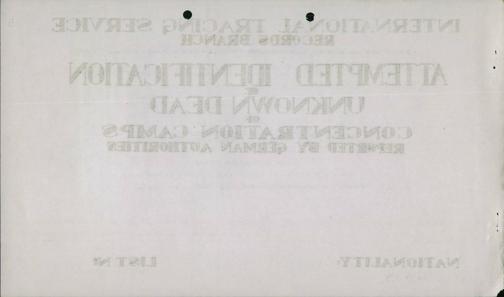 INTERNATIONAL TRACING SERVICE
RECORDS BRANCH
ATTEMPTED IDENTIFICATION
OF
UNKNOWN DEAD
OF
CONCENTRATION CAMPS
REPORTED BY GERMAN AUTHORITIES
NATIONALITY: LIST Nº